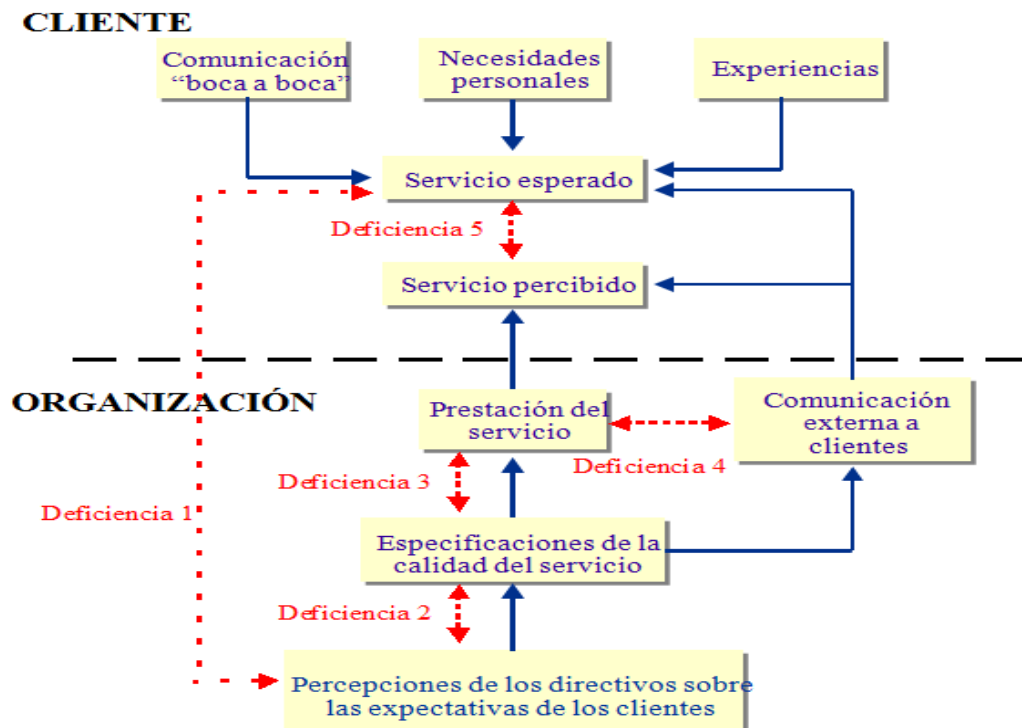 CLIENTE
Comunicación
“boca a boca”
Necesidades
personales
Experiencias
Servicio esperado
Deficiencia 5
Servicio percibido
ORGANIZACIÓN
Prestación del
servicio
Comunicación
externa a
clientes
Deficiencia 4
Deficiencia 3
Deficiencia 1
Especificaciones de la
calidad del servicio
Deficiencia 2
Percepciones de los directivos sobre
las expectativas de los clientes